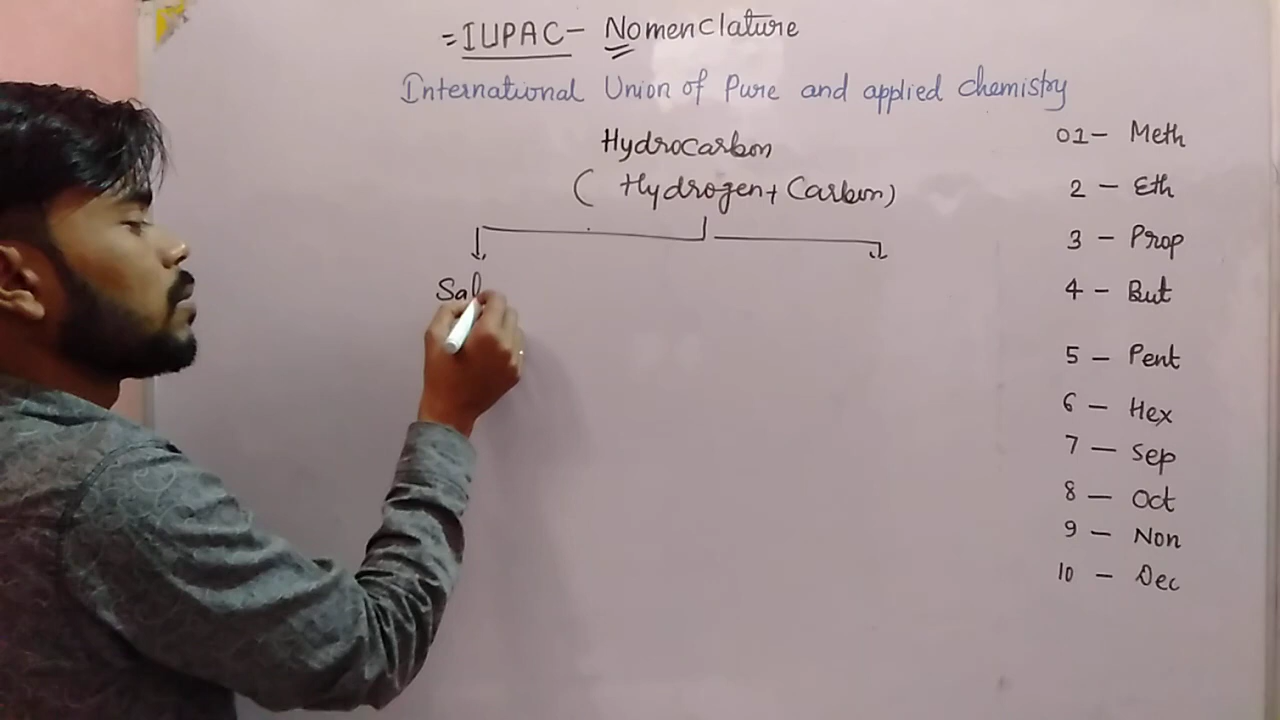 =IUPAC- Nomenclature
International Union of Pure and applied chemistry
Hydrocarbon
( Hydrogen+ Carbon)
Sat
01- Meth
2 - Eth
3 - Prop
4 - But
5 - Pent
6 - Hex
7 - Sep
8 - Oct
9 - Non
10 - Dec